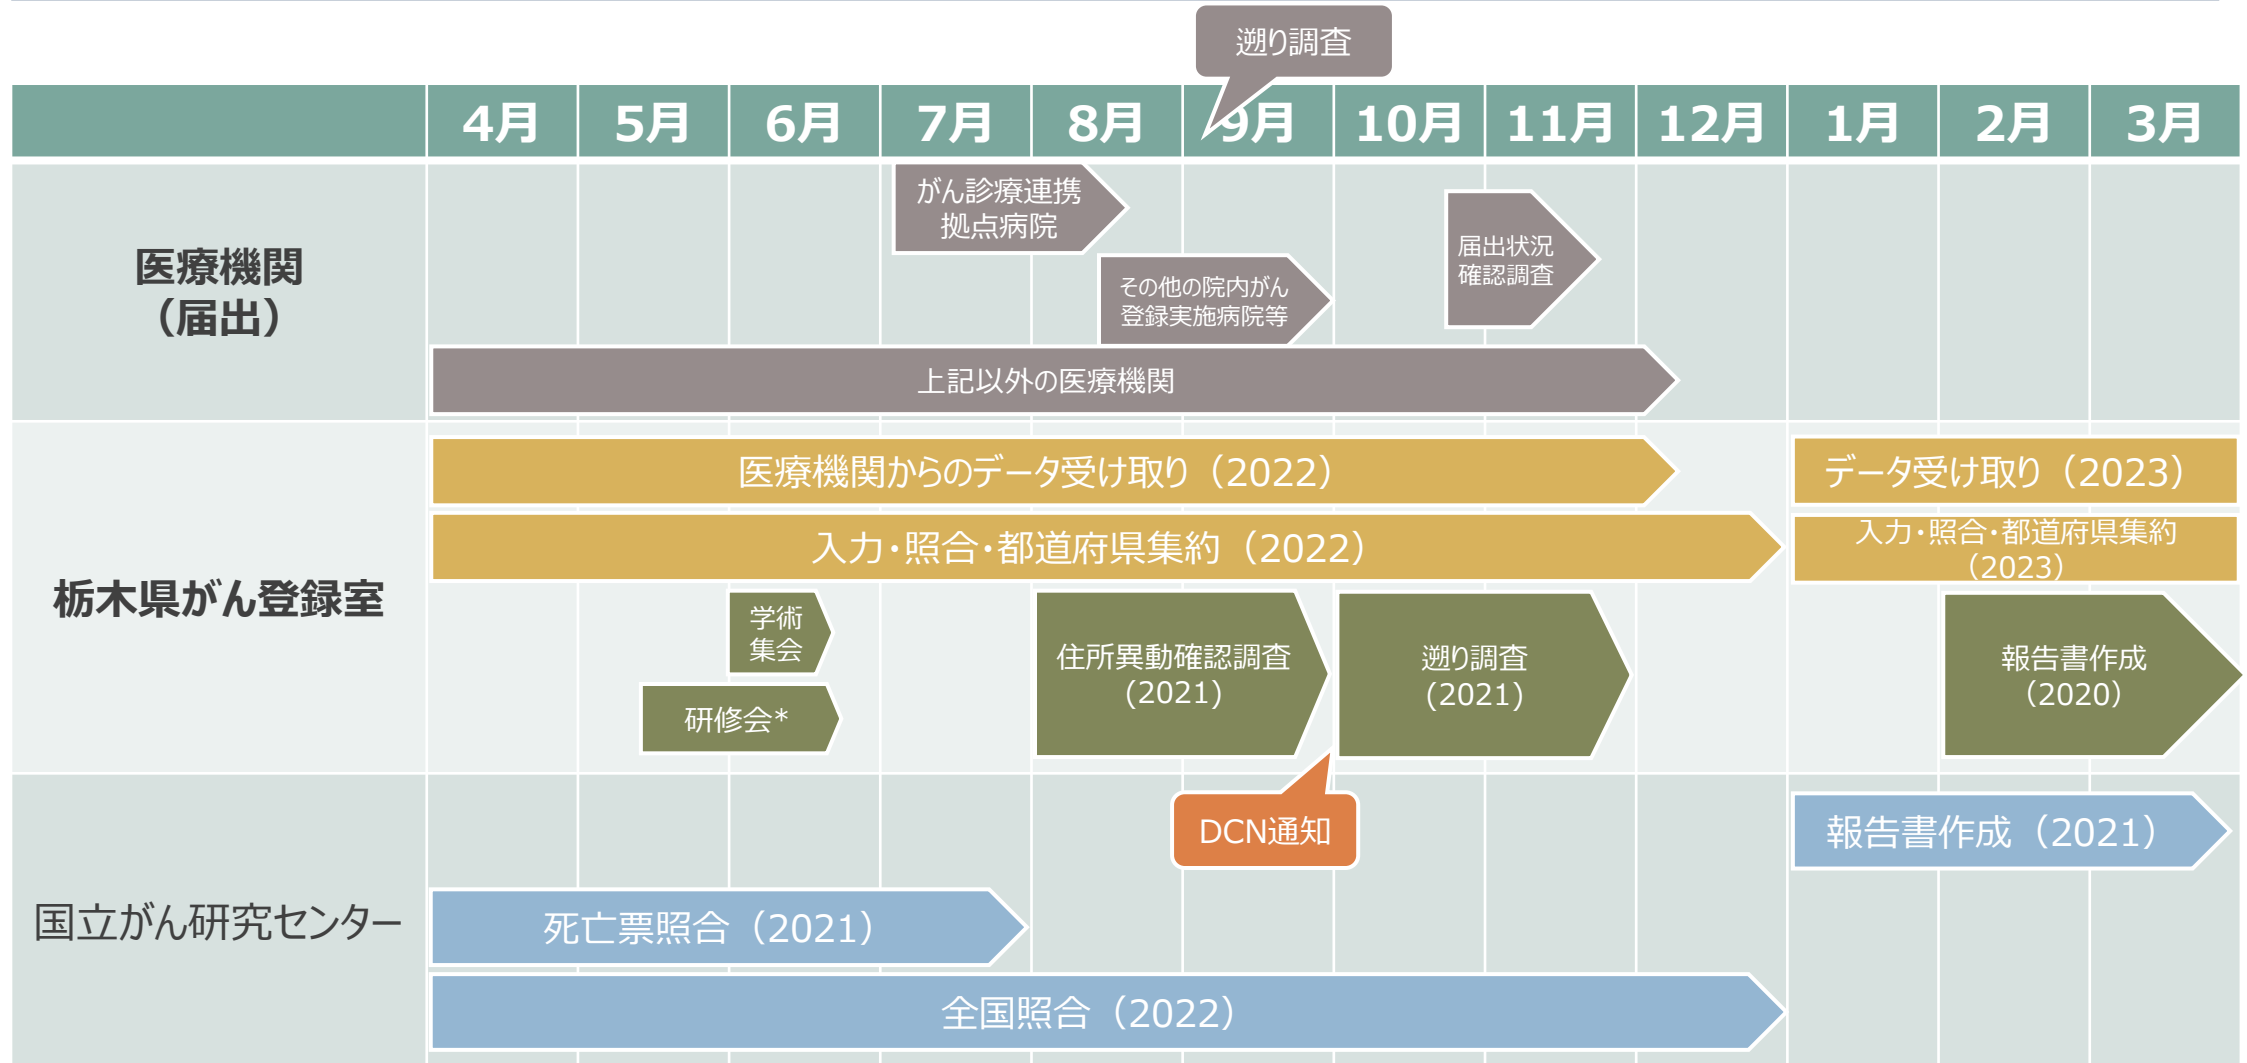 遡り調査
4月 5月 6月 7月 8月 9月 10月 11月 12月 1月 2月 3月
医療機関
（届出）
がん診療連携
拠点病院
その他の院内がん
登録実施病院等
届出状況
確認調査
上記以外の医療機関
栃木県がん登録室
医療機関からのデータ受け取り（2022）
データ受け取り（2023）
入力・照合・都道府県集約（2022）
入力・照合・都道府県集約
（2023）
学術
集会
研修会*
住所異動確認調査
(2021)
遡り調査
(2021)
報告書作成
（2020）
国立がん研究センター
DCN通知
報告書作成（2021）
死亡票照合（2021）
全国照合（2022）